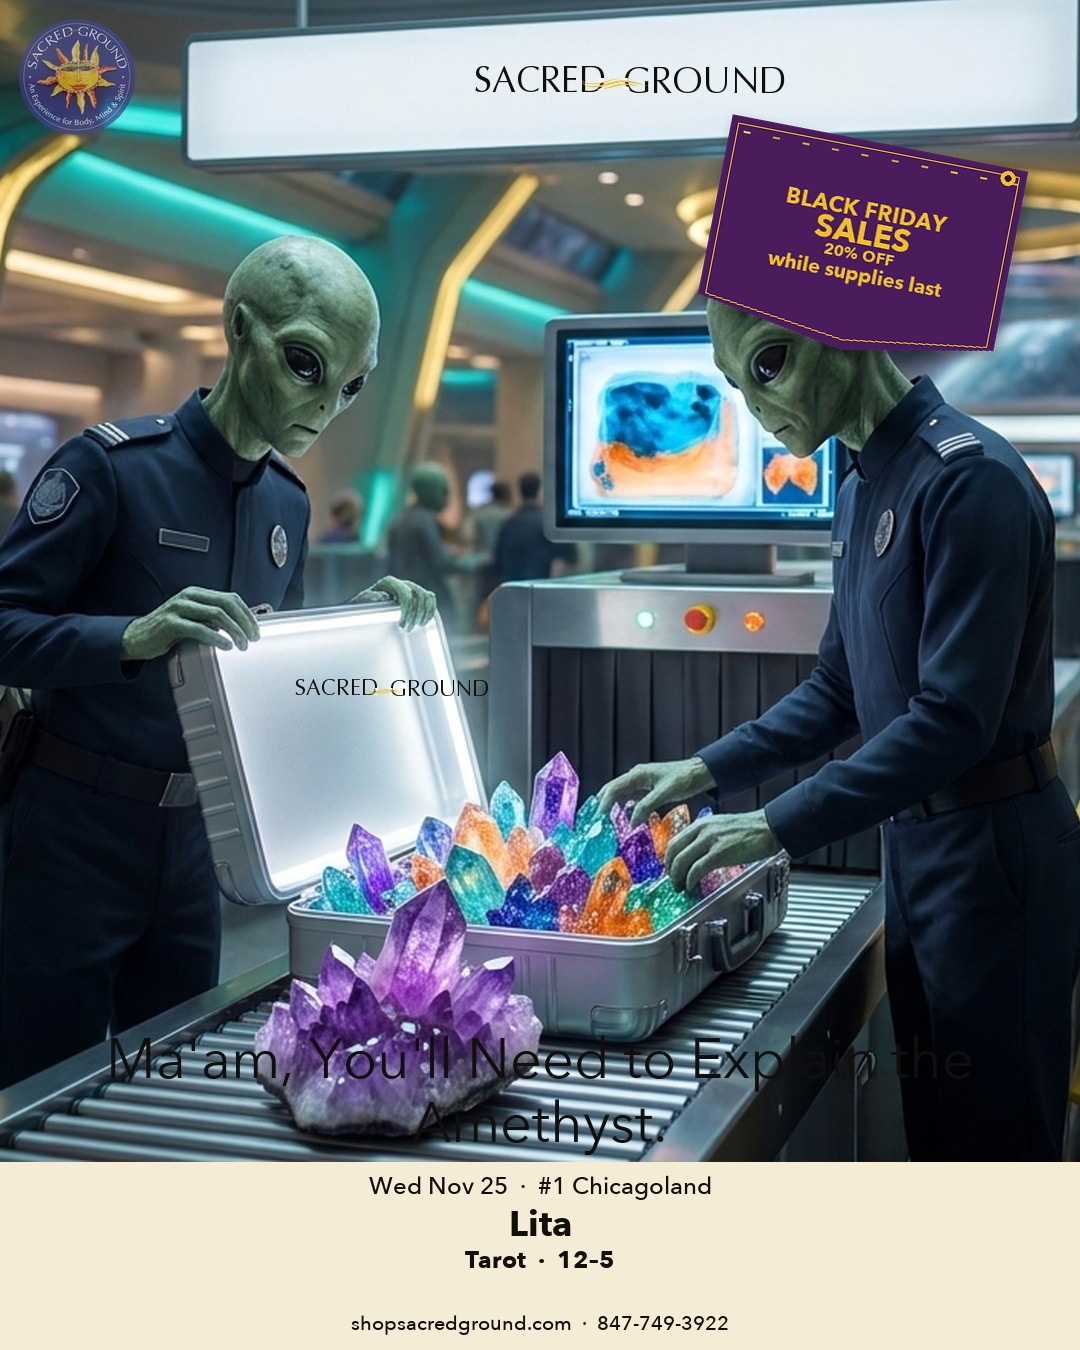 SACRED GROUND
An Experience for Body, Mind & Spirit
SACRED GROUND
BLACK FRIDAY
SALES
20% OFF
while supplies last
SACRED GROUND
Ma'am, You'll Need to Explain the
Amethyst.
Wed Nov 25 · #1 Chicagoland
Lita
Tarot · 12–5
shopsacredground.com · 847-749-3922